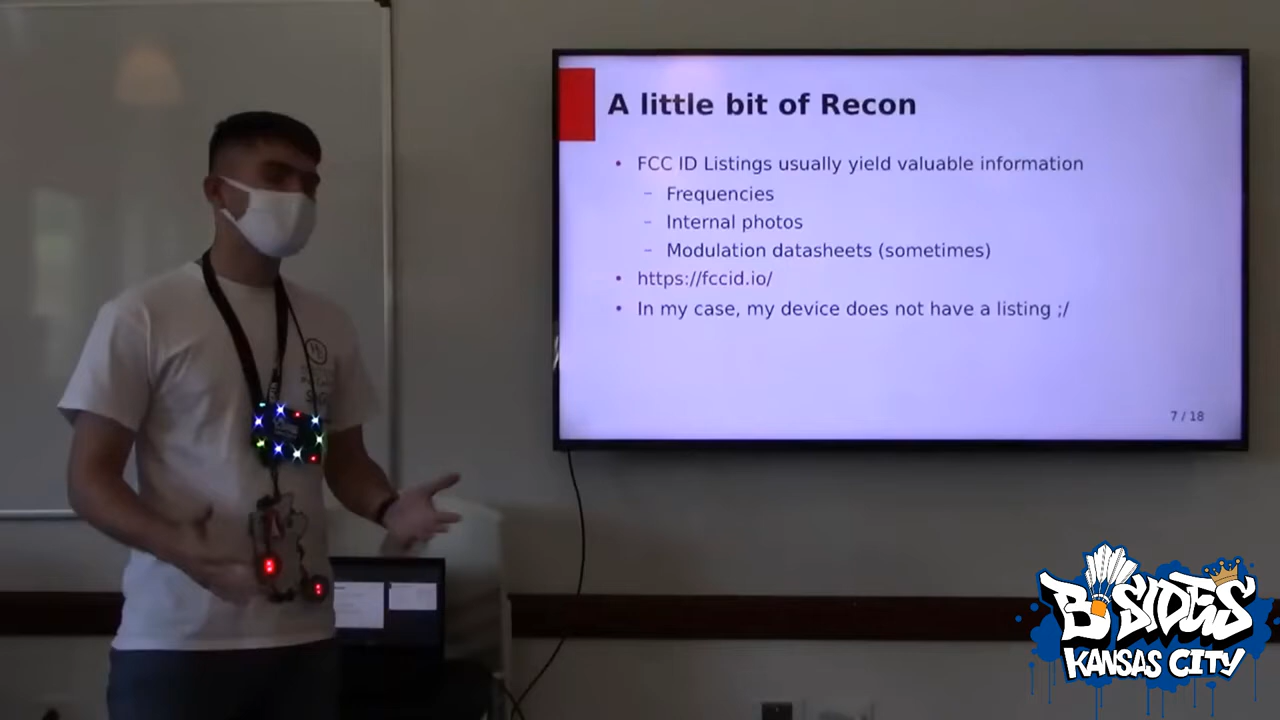 A little bit of Recon
• FCC ID Listings usually yield valuable information
– Frequencies
– Internal photos
– Modulation datasheets (sometimes)
• https://fccid.io/
• In my case, my device does not have a listing ;/
7 / 18
B SIDES
KANSAS CITY